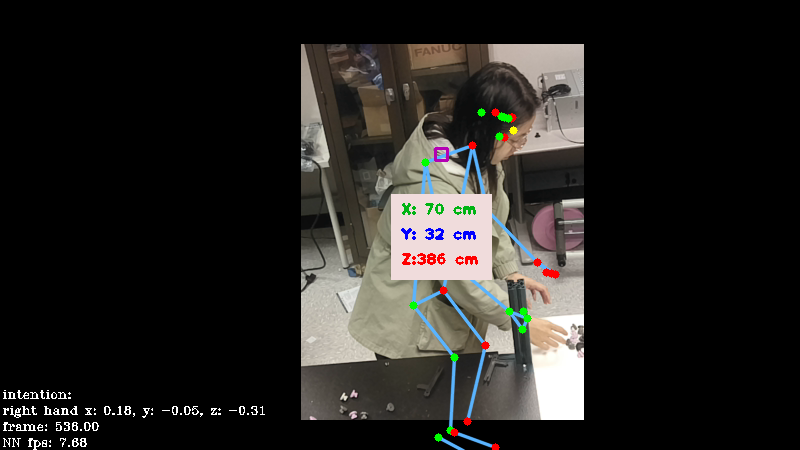 FANUC
X: 70 cm
Y: 32 cm
Z:386 cm
intention:
right hand x: 0.18, y: -0.05, z: -0.31
frame: 536.00
NN fps: 7.68